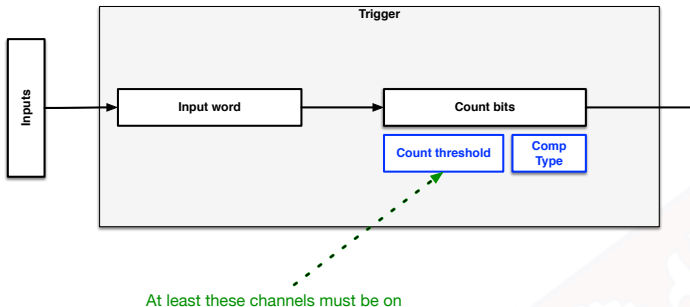 Trigger
Inputs
Input word
Count bits
Count threshold
Comp
Type
At least these channels must be on